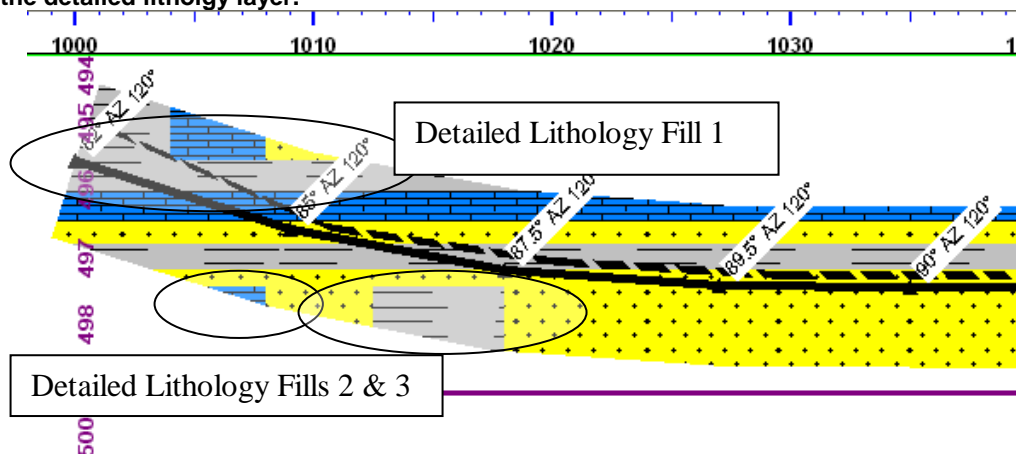 the detailed litholgy layer.
1000 1010 1020 1030 1
494
495
496
497
498
500
82° AZ 120°
85° AZ 120°
87.5° AZ 120°
89.5° AZ 120°
90° AZ 120°
Detailed Lithology Fill 1
Detailed Lithology Fills 2 & 3